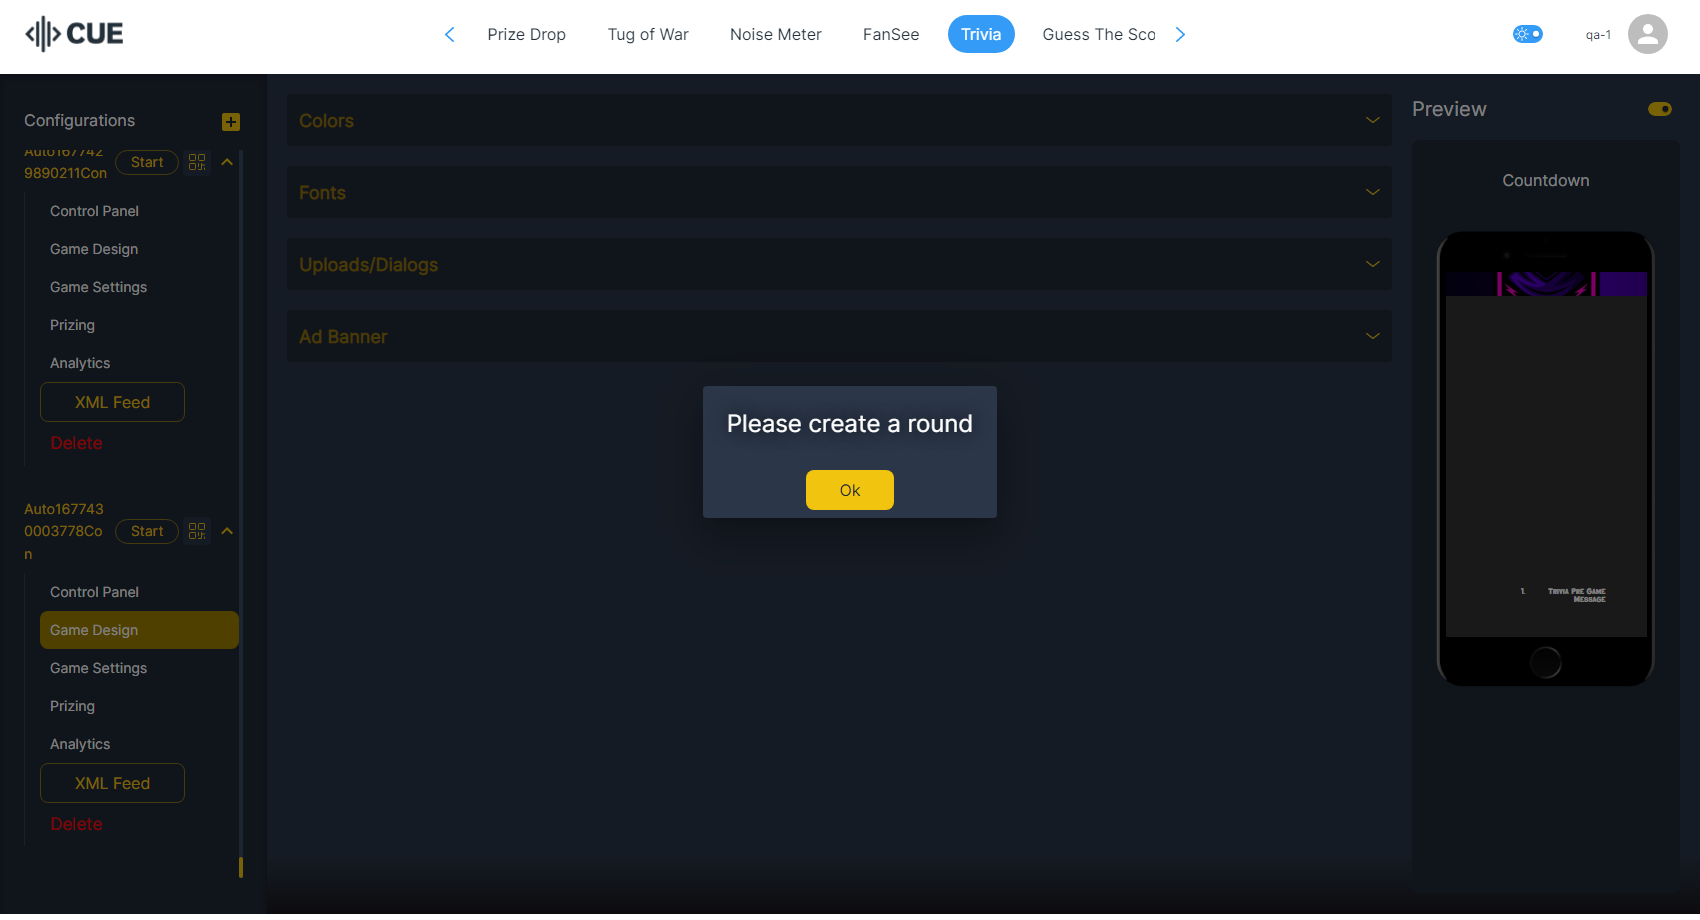 CUE
Prize Drop
Tug of War
Noise Meter
FanSee
Trivia
Guess The Sco
qa-1
Configurations
Auto167742
9890211Con
Start
Control Panel
Game Design
Game Settings
Prizing
Analytics
XML Feed
Delete
Auto167743
0003778Co
n
Start
Control Panel
Game Design
Game Settings
Prizing
Analytics
XML Feed
Delete
Colors
Fonts
Uploads/Dialogs
Ad Banner
Please create a round
Ok
Preview
Countdown
1. Trivia Pre Game
Message